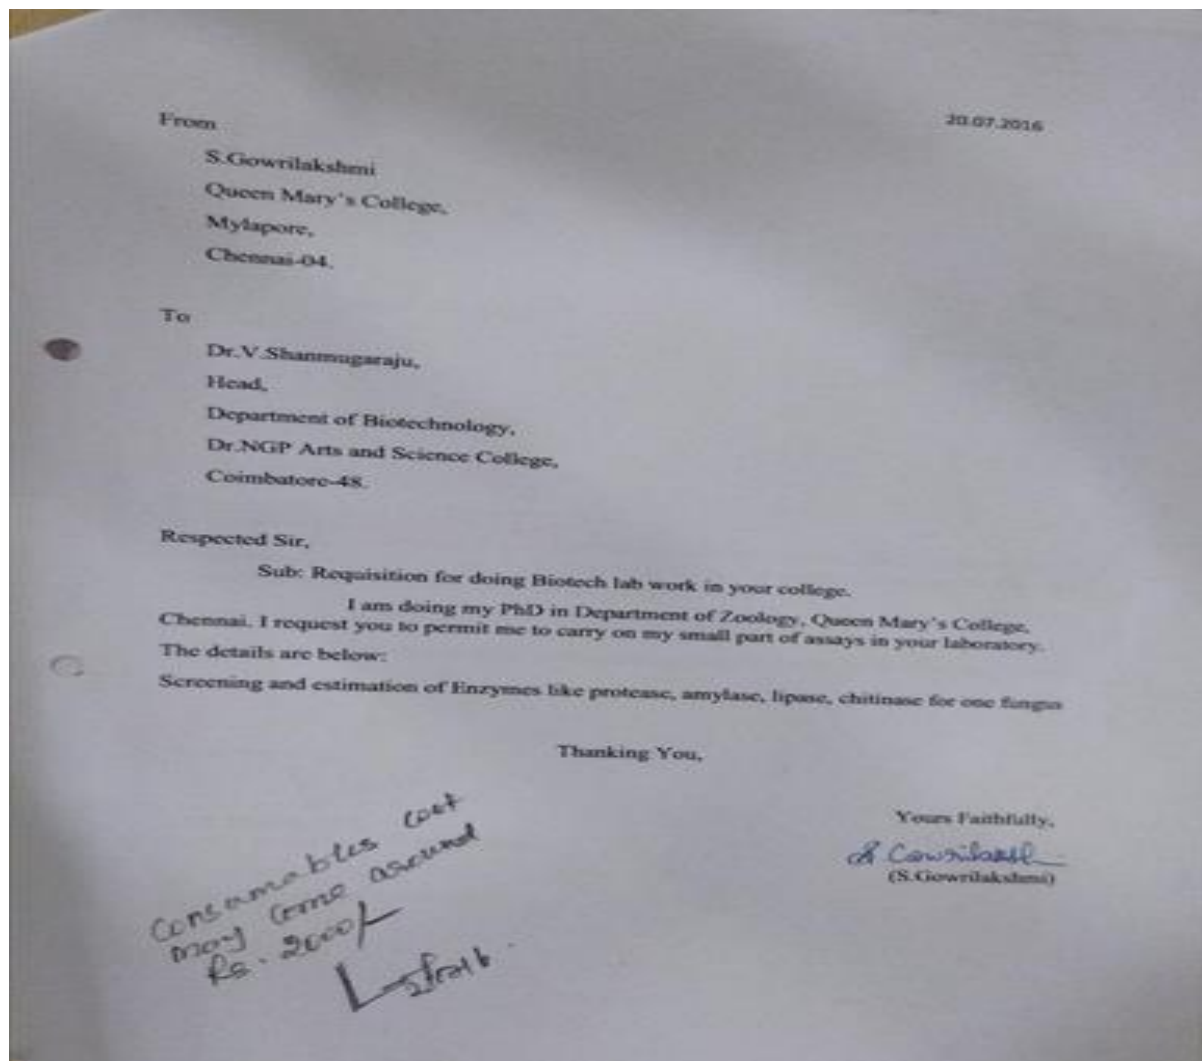 20.07.2016
From
S.Gowrilakshmi
Queen Mary's College,
Mylapore,
Chennai-04.
To
Dr.V.Shanmugaraju,
Head,
Department of Biotechnology,
Dr.NGP Arts and Science College,
Coimbatore-48.
Respected Sir,
Sub: Requisition for doing Biotech lab work in your college.
I am doing my PhD in Department of Zoology, Queen Mary's College,
Chennai. I request you to permit me to carry on my small part of assays in your laboratory.
The details are below:
Screening and estimation of Enzymes like protease, amylase, lipase, chitinase for one fungus
Thanking You,
Yours Faithfully,
(S.Gowrilakshmi)
Consumables cost
may come around
Rs. 2000/-